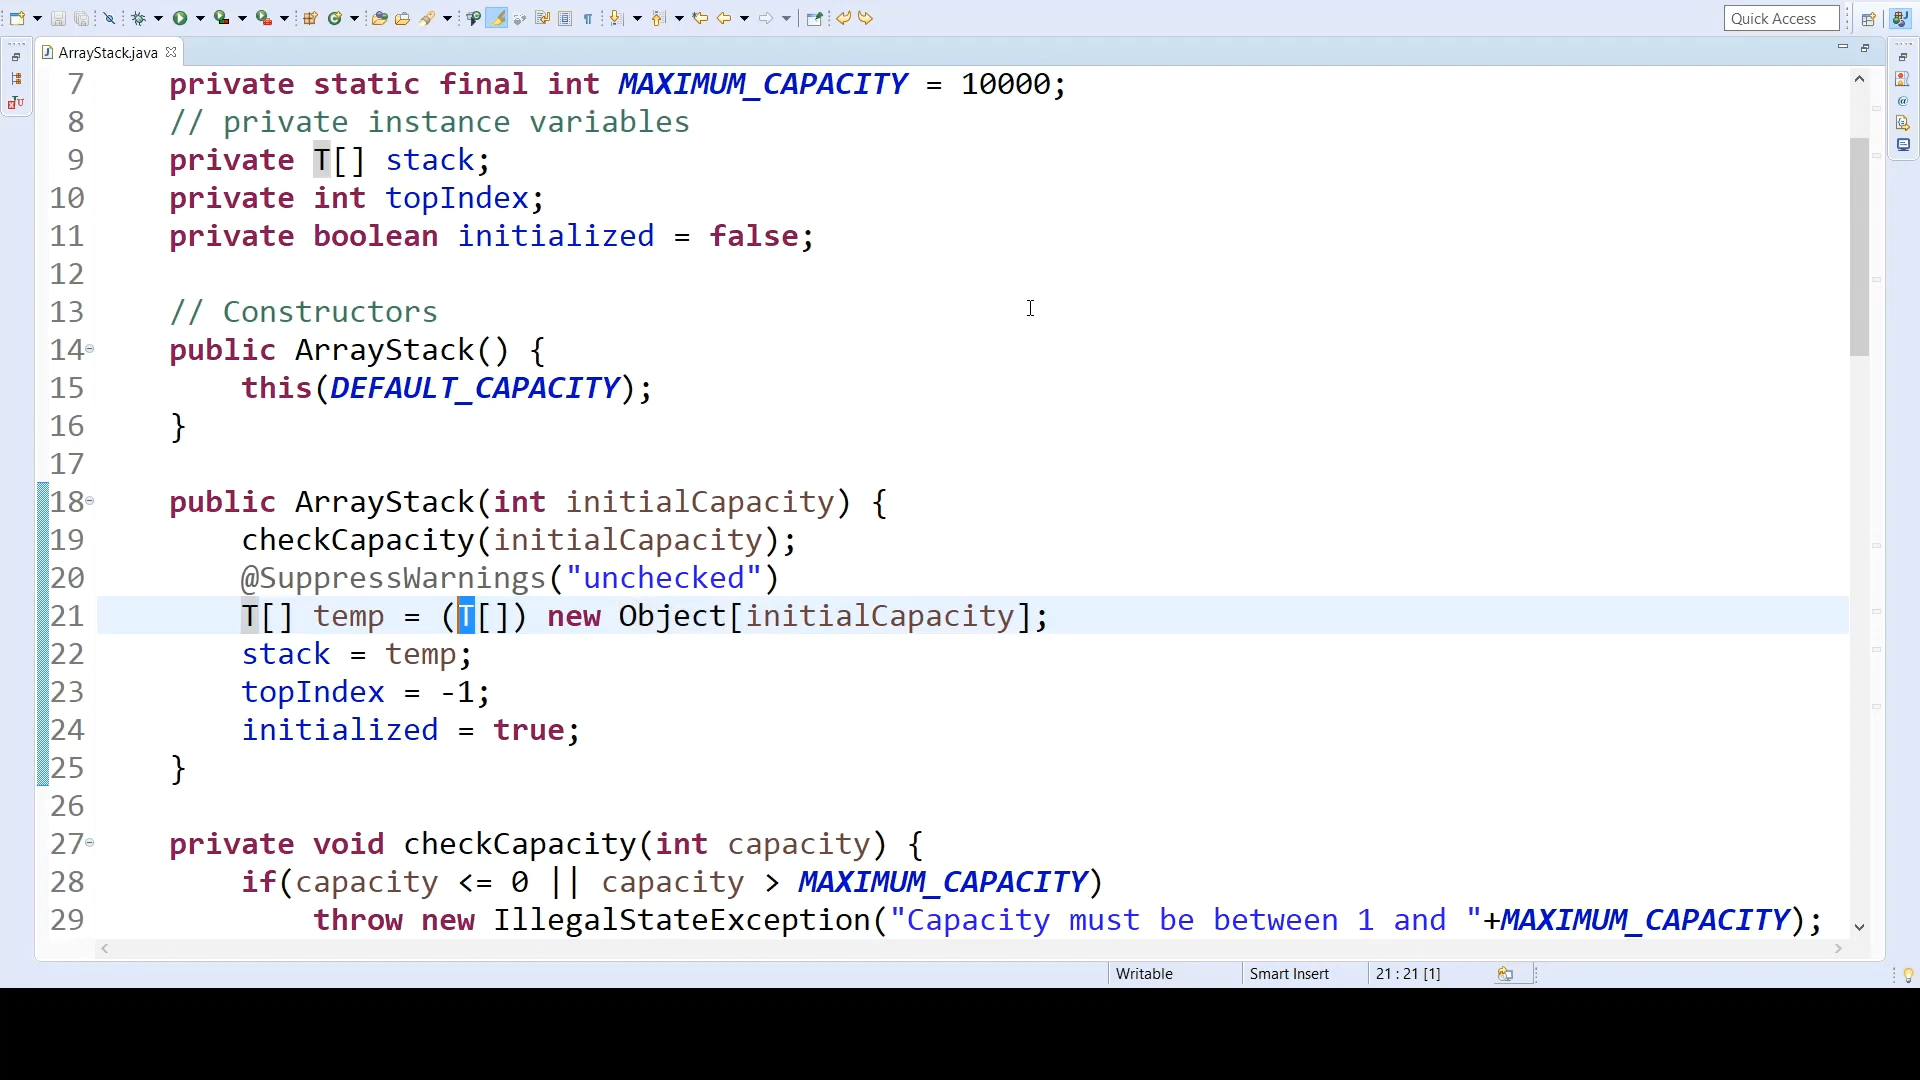 Quick Access
ArrayStack.java
7 private static final int MAXIMUM_CAPACITY = 10000;
8 // private instance variables
9 private T[] stack;
10 private int topIndex;
11 private boolean initialized = false;
12
13 // Constructors
14 public ArrayStack() {
15 this(DEFAULT_CAPACITY);
16 }
17
18 public ArrayStack(int initialCapacity) {
19 checkCapacity(initialCapacity);
20 @SuppressWarnings("unchecked")
21 T[] temp = (T[]) new Object[initialCapacity];
22 stack = temp;
23 topIndex = -1;
24 initialized = true;
25 }
26
27 private void checkCapacity(int capacity) {
28 if(capacity <= 0 || capacity > MAXIMUM_CAPACITY)
29 throw new IllegalStateException("Capacity must be between 1 and "+MAXIMUM_CAPACITY);
Writable Smart Insert 21 : 21 [1]